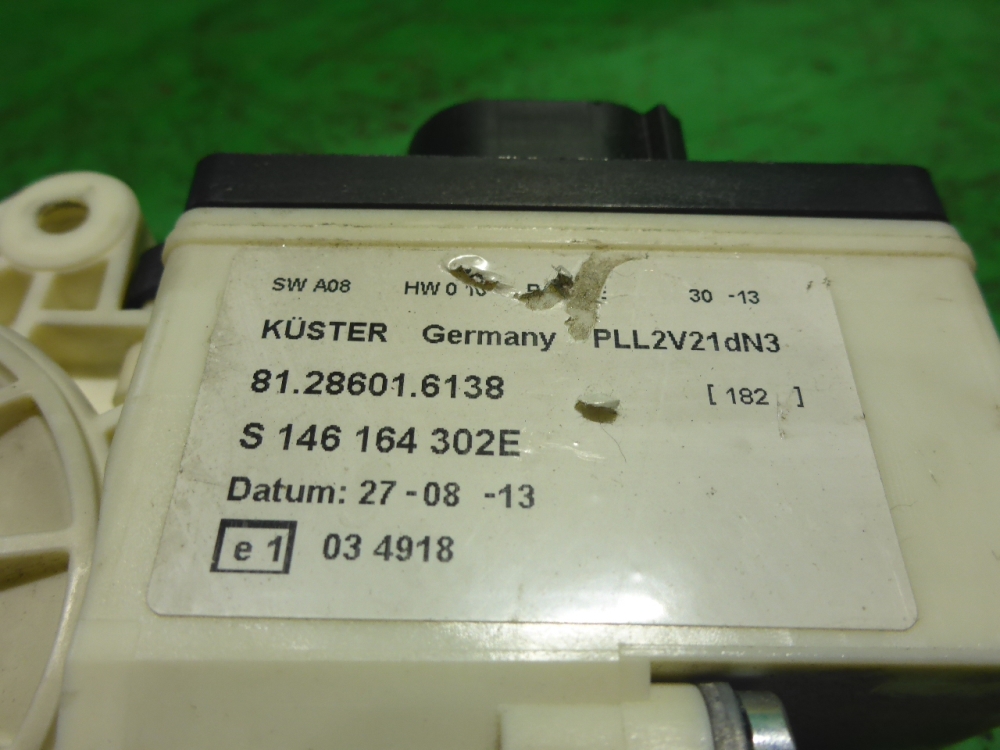 SW A08 HW 0 30 -13
KÜSTER Germany PLL2V21dN3
81.28601.6138 [ 182 ]
S 146 164 302E
Datum: 27-08 -13
e 1 03 4918